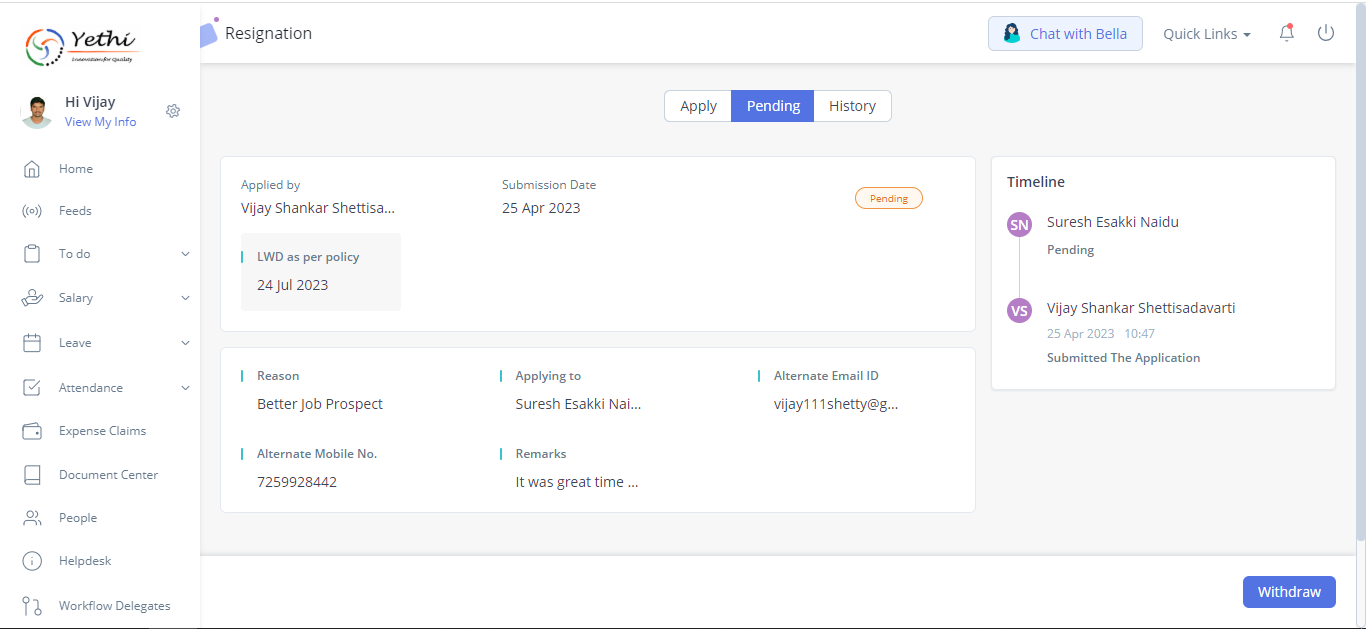 Yethi
Innovation for Quality
Hi Vijay
View My Info
Home
Feeds
To do
Salary
Leave
Attendance
Expense Claims
Document Center
People
Helpdesk
Workflow Delegates
Resignation
Chat with Bella
Quick Links
Apply
Pending
History
Applied by
Vijay Shankar Shettisa...
Submission Date
25 Apr 2023
Pending
LWD as per policy
24 Jul 2023
Reason
Better Job Prospect
Applying to
Suresh Esakki Nai...
Alternate Email ID
vijay111shetty@g...
Alternate Mobile No.
7259928442
Remarks
It was great time ...
Timeline
SN
Suresh Esakki Naidu
Pending
VS
Vijay Shankar Shettisadavarti
25 Apr 2023 10:47
Submitted The Application
Withdraw